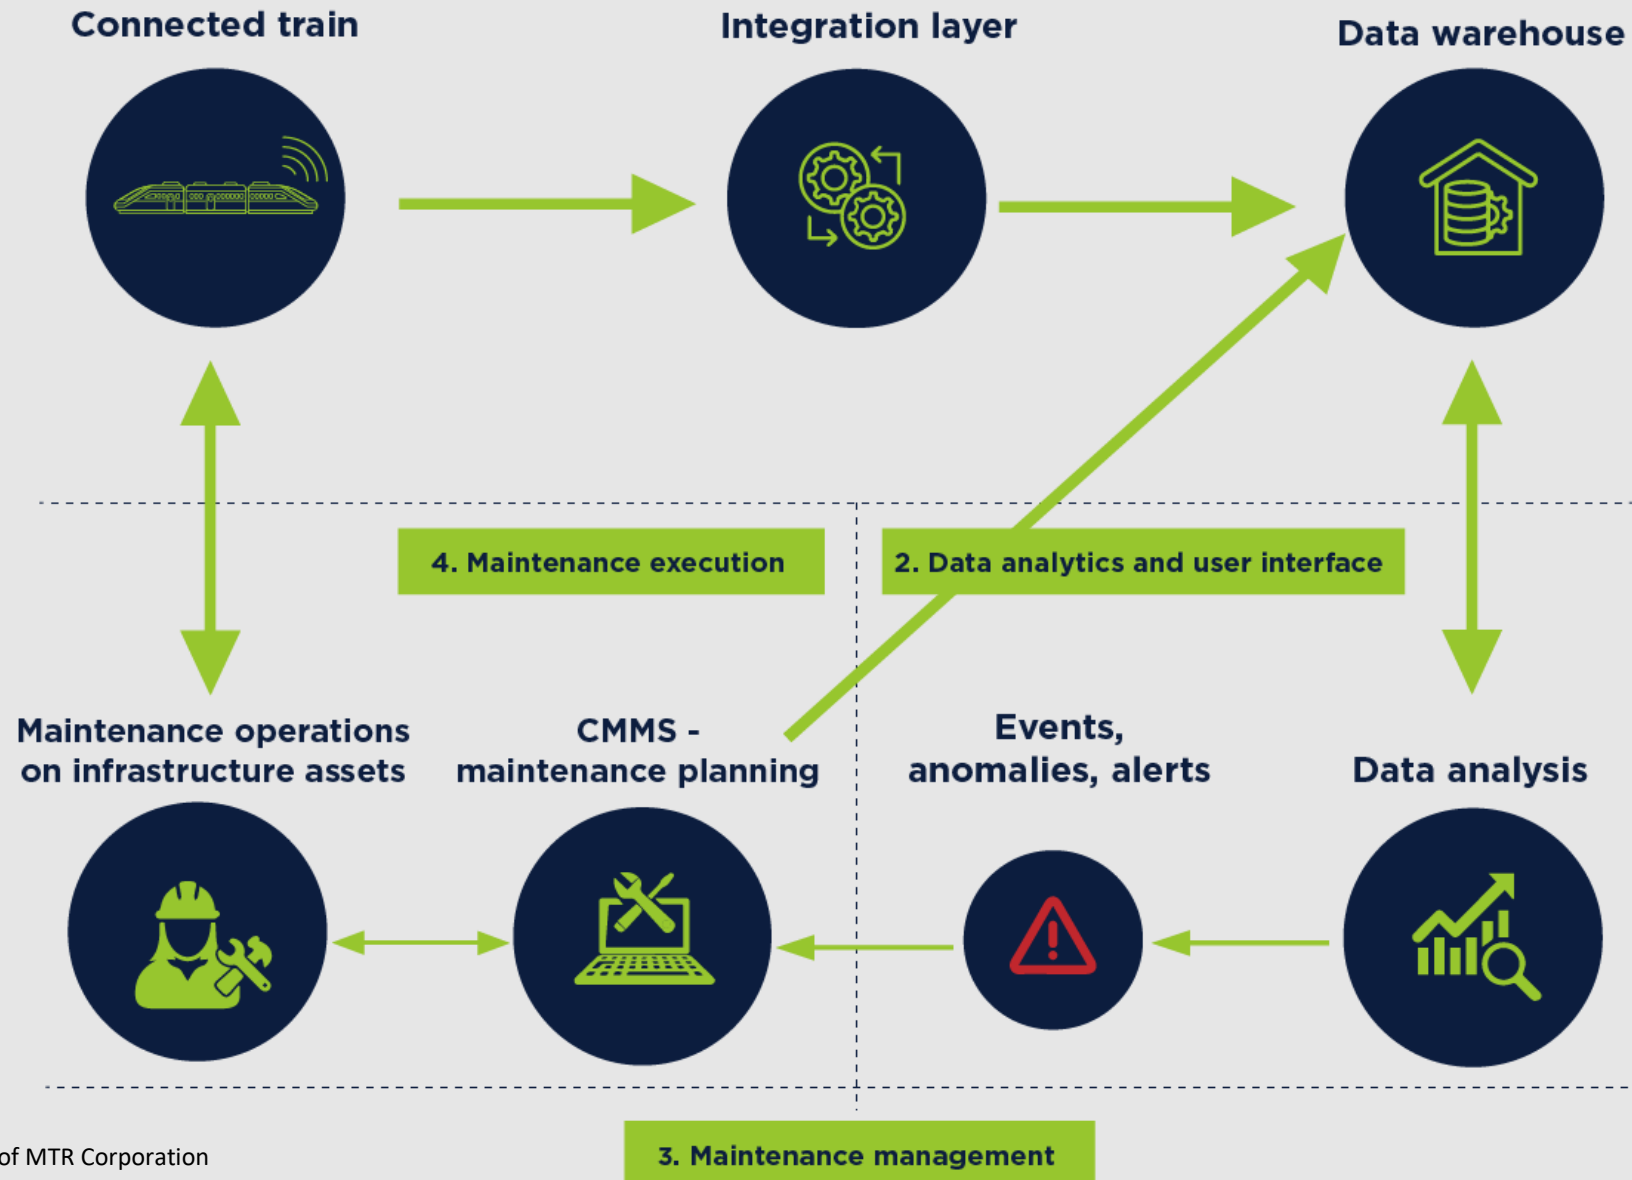 Connected train
Integration layer
Data warehouse
4. Maintenance execution
2. Data analytics and user interface
Maintenance operations
on infrastructure assets
CMMS -
maintenance planning
Events,
anomalies, alerts
Data analysis
of MTR Corporation
3. Maintenance management